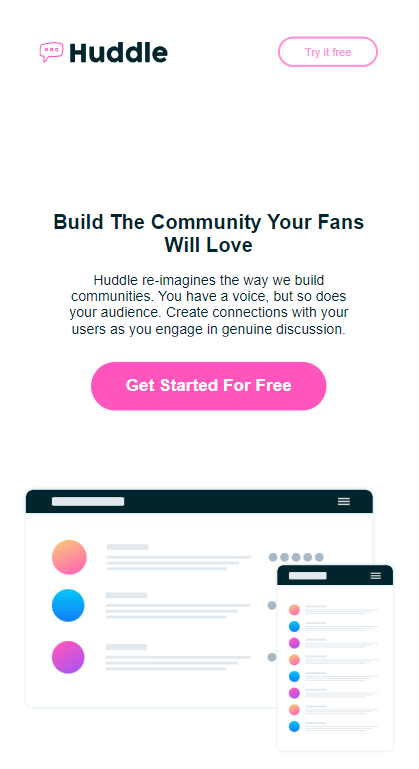 Huddle
Try it free
Build The Community Your Fans
Will Love
Huddle re-imagines the way we build
communities. You have a voice, but so does
your audience. Create connections with your
users as you engage in genuine discussion.
Get Started For Free